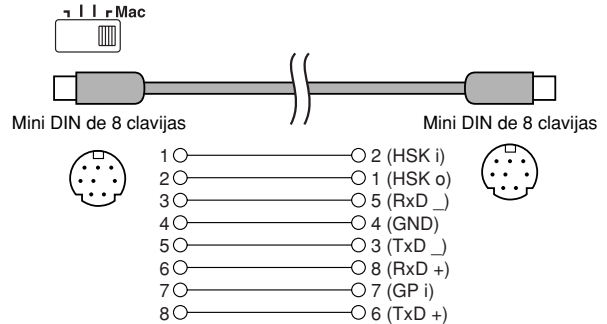 Mac
Mini DIN de 8 clavijas
Mini DIN de 8 clavijas
1 2 (HSK i)
2 1 (HSK o)
3 5 (RxD _)
4 4 (GND)
5 3 (TxD _)
6 8 (RxD +)
7 7 (GP i)
8 6 (TxD +)